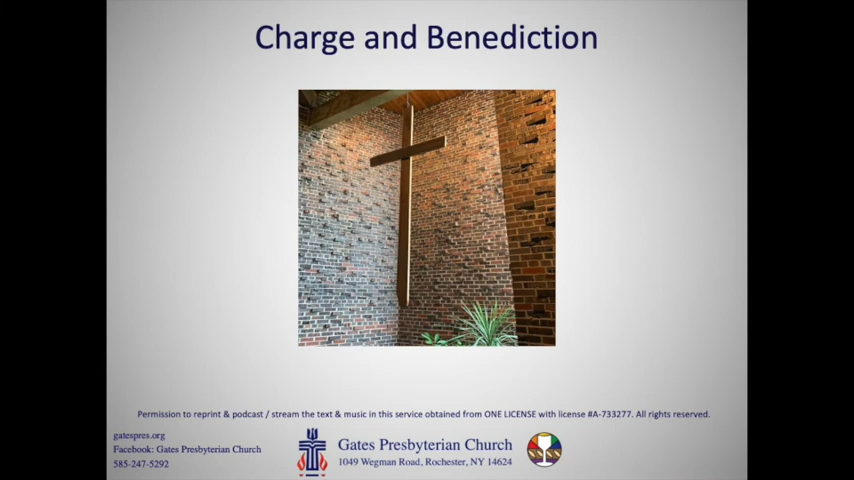 Charge and Benediction
Permission to reprint & podcast / stream the text & music in this service obtained from ONE LICENSE with license #A-733277. All rights reserved.
gatespres.org
Facebook: Gates Presbyterian Church
585-247-5292
Gates Presbyterian Church
1049 Wegman Road, Rochester, NY 14624